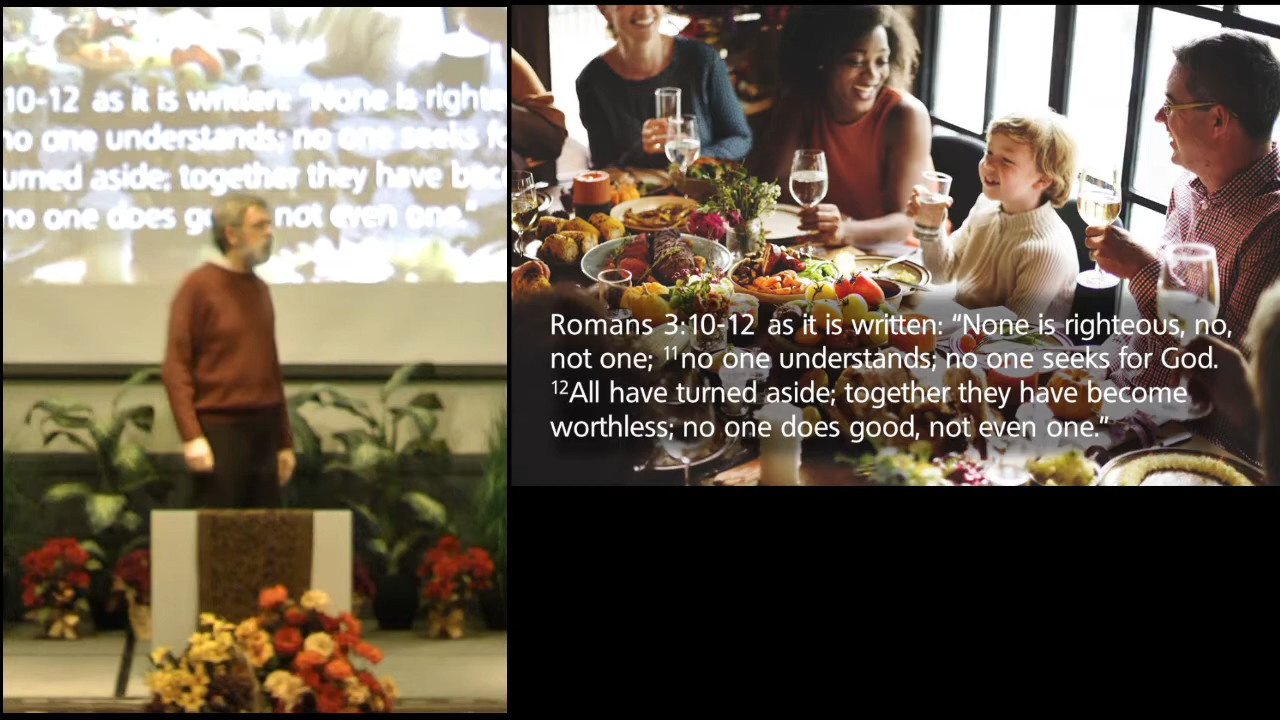 10-12 as it is written: "None is righte
no one understands; no one seeks fo
urned aside; together they have beco
no one does g not even one."
Romans 3:10-12 as it is written: “None is righteous, no,
not one; ¹¹no one understands; no one seeks for God.
¹²All have turned aside; together they have become
worthless; no one does good, not even one.”